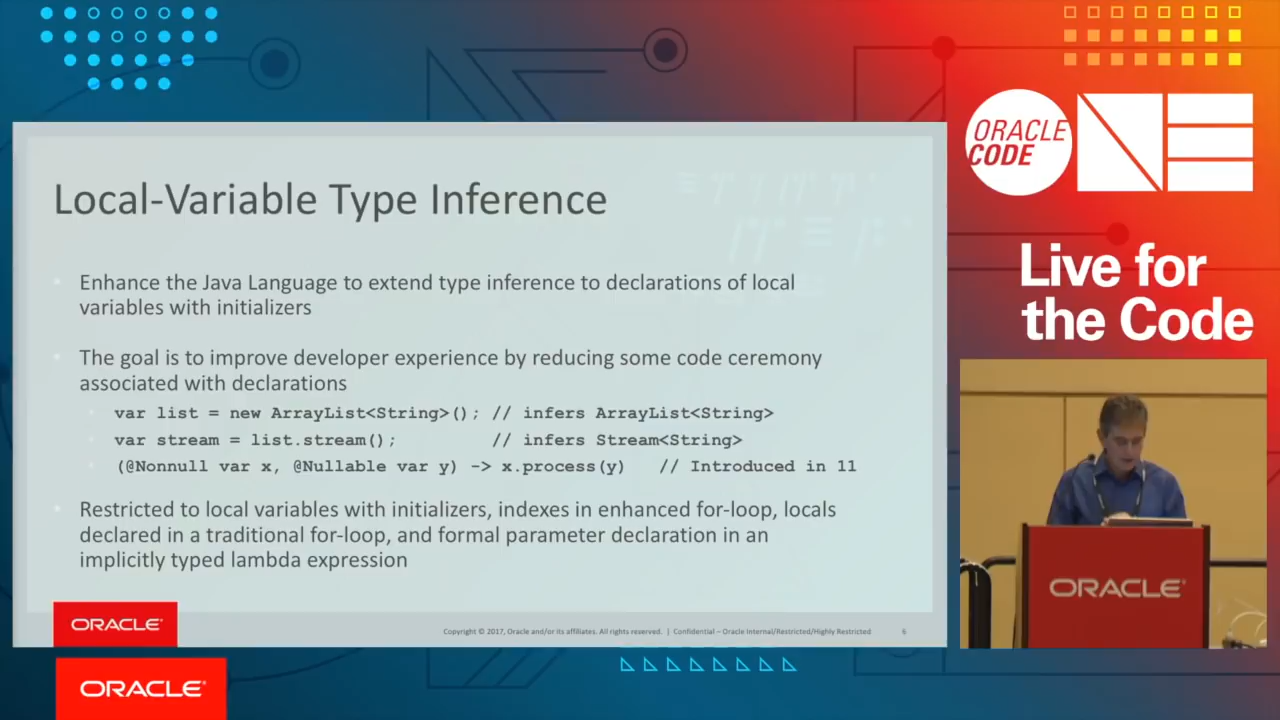 ORACLE
CODE
ONE
Live for
the Code
Local-Variable Type Inference
Enhance the Java Language to extend type inference to declarations of local
variables with initializers
The goal is to improve developer experience by reducing some code ceremony
associated with declarations
var list = new ArrayList<String>(); // infers ArrayList<String>
var stream = list.stream(); // infers Stream<String>
(@Nonnull var x, @Nullable var y) -> x.process(y) // Introduced in 11
Restricted to local variables with initializers, indexes in enhanced for-loop, locals
declared in a traditional for-loop, and formal parameter declaration in an
implicitly typed lambda expression
ORACLE®
Copyright © 2017, Oracle and/or its affiliates. All rights reserved. | Confidential – Oracle Internal/Restricted/Highly Restricted 6
ORACLE®
ORACLE®